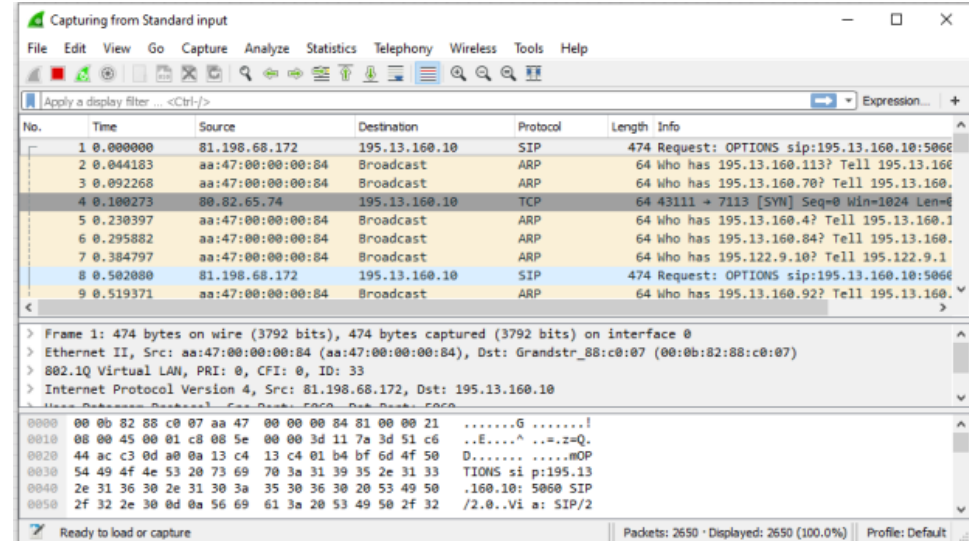 Capturing from Standard input
File Edit View Go Capture Analyze Statistics Telephony Wireless Tools Help
Apply a display filter ... <Ctrl-/> Expression... +
No. Time Source Destination Protocol Length Info
1 0.000000 81.198.68.172 195.13.160.10 SIP 474 Request: OPTIONS sip:195.13.160.10:5060
2 0.044183 aa:47:00:00:00:84 Broadcast ARP 64 Who has 195.13.160.113? Tell 195.13.160
3 0.092268 aa:47:00:00:00:84 Broadcast ARP 64 Who has 195.13.160.70? Tell 195.13.160.
4 0.100273 80.82.65.74 195.13.160.10 TCP 64 43111 → 7113 [SYN] Seq=0 Win=1024 Len=0
5 0.230397 aa:47:00:00:00:84 Broadcast ARP 64 Who has 195.13.160.4? Tell 195.13.160.1
6 0.295882 aa:47:00:00:00:84 Broadcast ARP 64 Who has 195.13.160.84? Tell 195.13.160.
7 0.384797 aa:47:00:00:00:84 Broadcast ARP 64 Who has 195.122.9.10? Tell 195.122.9.1
8 0.502080 81.198.68.172 195.13.160.10 SIP 474 Request: OPTIONS sip:195.13.160.10:5060
9 0.519371 aa:47:00:00:00:84 Broadcast ARP 64 Who has 195.13.160.92? Tell 195.13.160.
Frame 1: 474 bytes on wire (3792 bits), 474 bytes captured (3792 bits) on interface 0
Ethernet II, Src: aa:47:00:00:00:84 (aa:47:00:00:00:84), Dst: Grandstr_88:c0:07 (00:0b:82:88:c0:07)
802.1Q Virtual LAN, PRI: 0, CFI: 0, ID: 33
Internet Protocol Version 4, Src: 81.198.68.172, Dst: 195.13.160.10
0000 00 0b 82 88 c0 07 aa 47 00 00 00 84 81 00 00 21 .......G .......!
0010 08 00 45 00 01 c8 08 5e 00 00 3d 11 7a 3d 51 c6 ..E....^ ..=.z=Q.
0020 44 ac c3 0d a0 0a 13 c4 13 c4 01 b4 bf 6d 4f 50 D....... .....mOP
0030 54 49 4f 4e 53 20 73 69 70 3a 31 39 35 2e 31 33 TIONS si p:195.13
0040 2e 31 36 30 2e 31 30 3a 35 30 36 30 20 53 49 50 .160.10: 5060 SIP
0050 2f 32 2e 30 0d 0a 56 69 61 3a 20 53 49 50 2f 32 /2.0..Vi a: SIP/2
Ready to load or capture Packets: 2650 · Displayed: 2650 (100.0%) Profile: Default